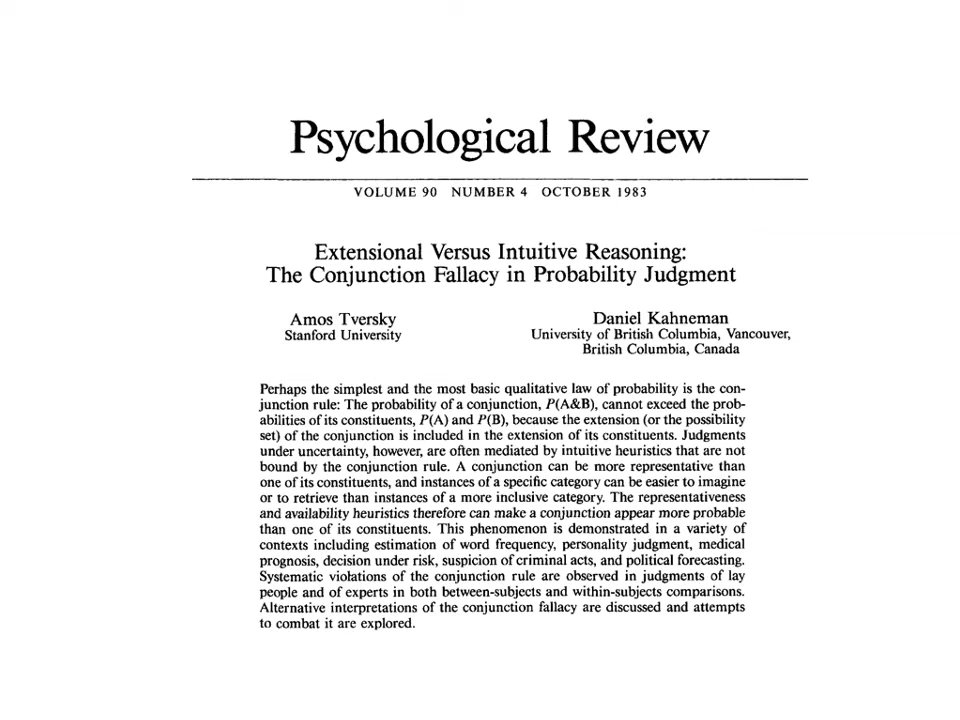 Psychological Review
VOLUME 90 NUMBER 4 OCTOBER 1983
Extensional Versus Intuitive Reasoning:
The Conjunction Fallacy in Probability Judgment
Amos Tversky
Stanford University
Daniel Kahneman
University of British Columbia, Vancouver,
British Columbia, Canada
Perhaps the simplest and the most basic qualitative law of probability is the con-
junction rule: The probability of a conjunction, P(A&B), cannot exceed the prob-
abilities of its constituents, P(A) and P(B), because the extension (or the possibility
set) of the conjunction is included in the extension of its constituents. Judgments
under uncertainty, however, are often mediated by intuitive heuristics that are not
bound by the conjunction rule. A conjunction can be more representative than
one of its constituents, and instances of a specific category can be easier to imagine
or to retrieve than instances of a more inclusive category. The representativeness
and availability heuristics therefore can make a conjunction appear more probable
than one of its constituents. This phenomenon is demonstrated in a variety of
contexts including estimation of word frequency, personality judgment, medical
prognosis, decision under risk, suspicion of criminal acts, and political forecasting.
Systematic violations of the conjunction rule are observed in judgments of lay
people and of experts in both between-subjects and within-subjects comparisons.
Alternative interpretations of the conjunction fallacy are discussed and attempts
to combat it are explored.